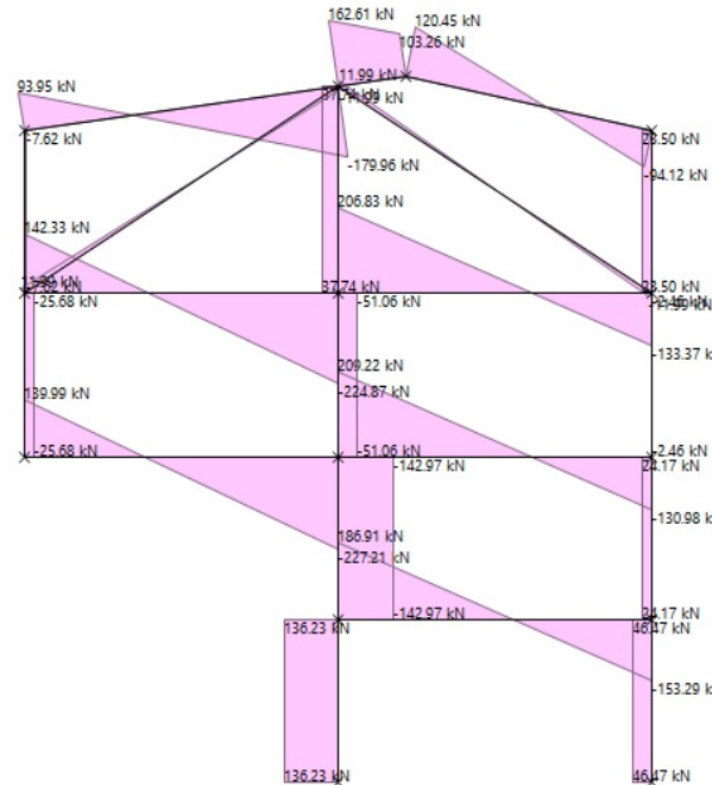 162.61 kN
120.45 kN
103.26 kN
11.99 kN
93.95 kN
-7.62 kN
23.50 kN
-179.96 kN
-94.12 kN
206.83 kN
142.33 kN
37.74 kN
23.50 kN
-25.68 kN
-51.06 kN
-133.37 kN
209.22 kN
139.99 kN
-224.87 kN
-25.68 kN
-51.06 kN
-2.46 kN
-142.97 kN
24.17 kN
-130.98 k
186.91 kN
-227.21 kN
-142.97 kN
24.17 kN
136.23 kN
46.47 kN
-153.29 k
136.23 kN
46.47 kN